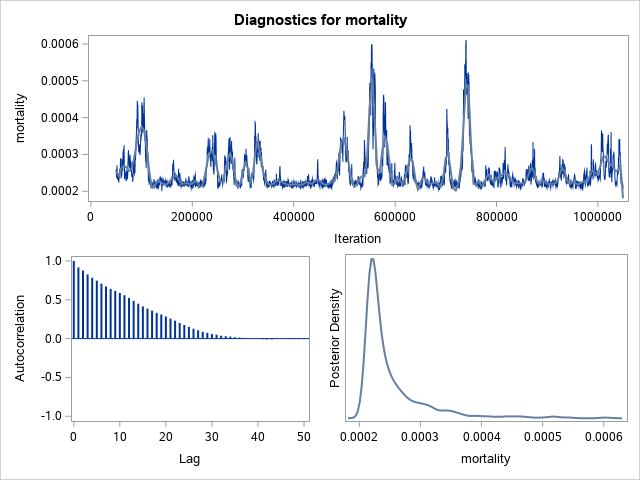 Diagnostics for mortality
mortality
0.0006
0.0005
0.0004
0.0003
0.0002
0 200000 400000 600000 800000 1000000
Iteration
Autocorrelation
1.0
0.5
0.0
-0.5
-1.0
0 10 20 30 40 50
Lag
Posterior Density
0.0002 0.0003 0.0004 0.0005 0.0006
mortality